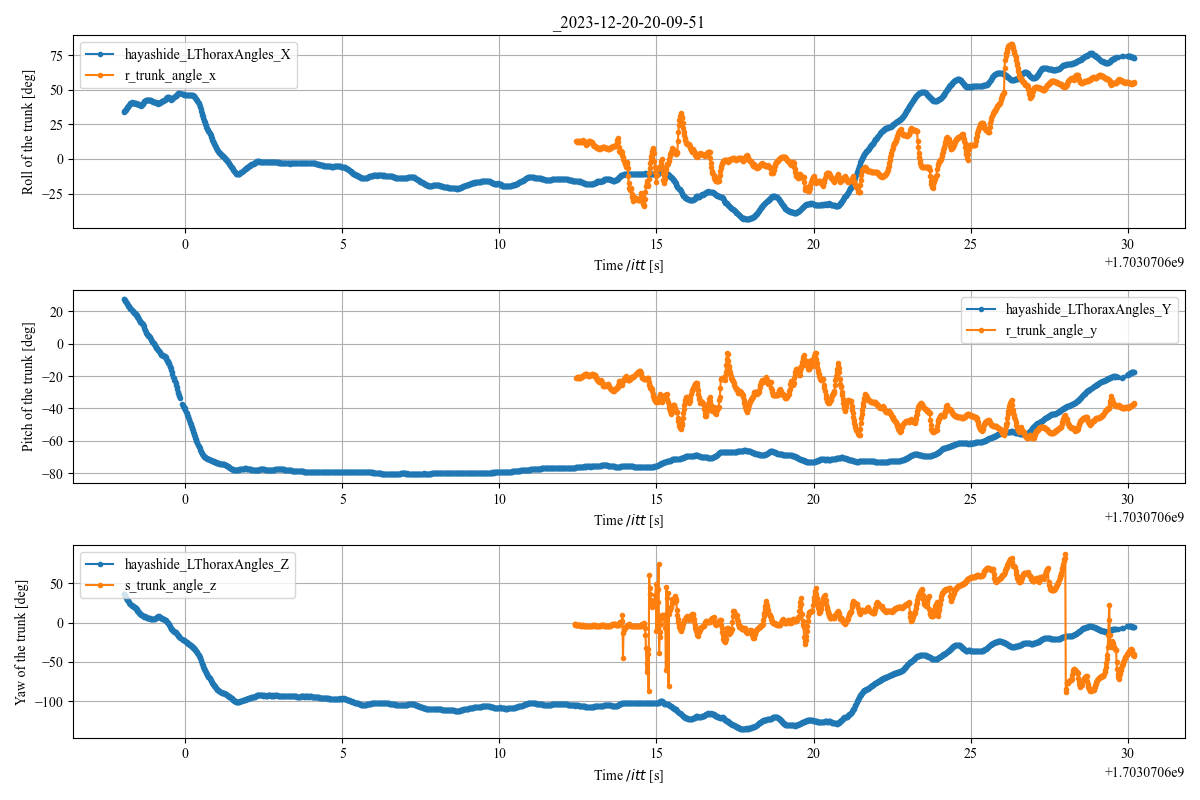 _2023-12-20-20-09-51
hayashide_LThoraxAngles_X
r_trunk_angle_x
Roll of the trunk [deg]
75
50
25
0
−25
0 5 10 15 20 25 30
Time /itt [s]
+1.7030706e9
hayashide_LThoraxAngles_Y
r_trunk_angle_y
Pitch of the trunk [deg]
20
0
−20
−40
−60
−80
0 5 10 15 20 25 30
Time /itt [s]
+1.7030706e9
hayashide_LThoraxAngles_Z
s_trunk_angle_z
Yaw of the trunk [deg]
50
0
−50
−100
0 5 10 15 20 25 30
Time /itt [s]
+1.7030706e9